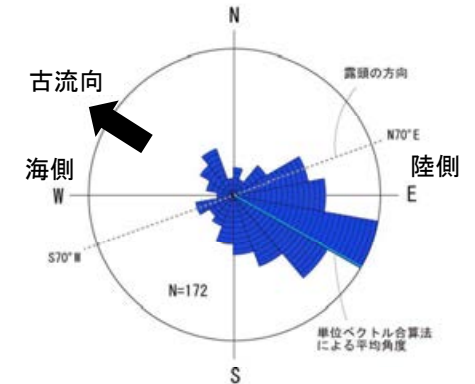 N
古流向
露頭の方向
N70°E
海側
陸側
W
E
S70°W
N=172
単位ベクトル合算法
による平均角度
S